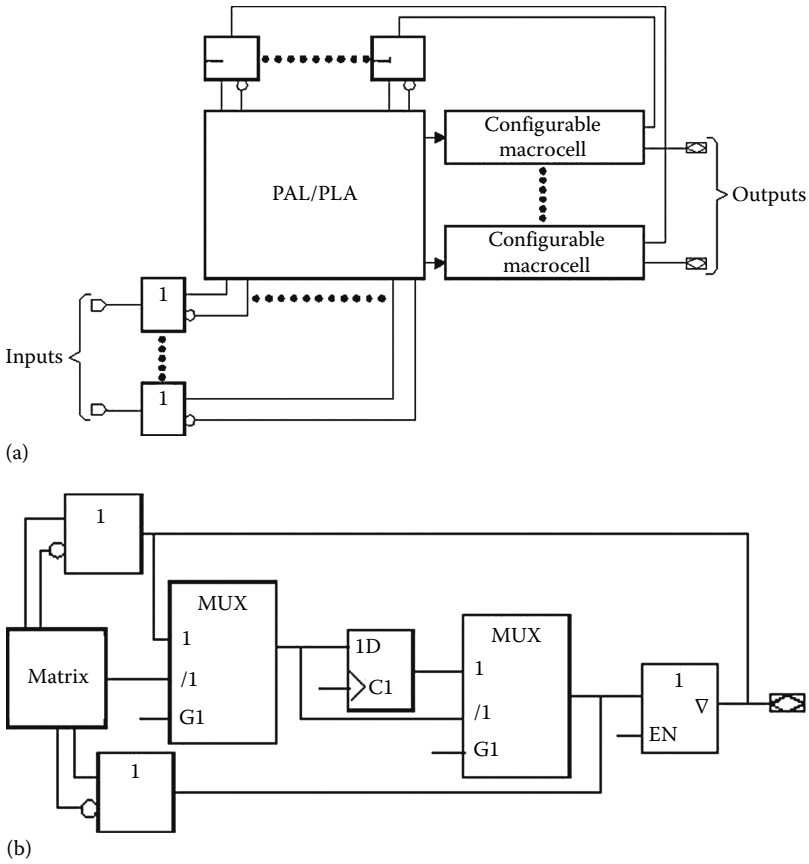 Configurable
macrocell
PAL/PLA
Outputs
Configurable
macrocell
1
Inputs
1
(a)
1
MUX
1
MUX
1D
Matrix
/1
C1
1
1
G1
/1
∇
EN
G1
1
(b)